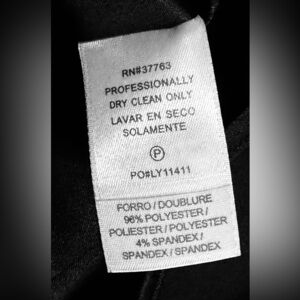 RN#37763
PROFESSIONALLY
DRY CLEAN ONLY
LAVAR EN SECO
SOLAMENTE
P
PO#LY11411
FORRO / DOUBLURE
96% POLYESTER /
POLIESTER / POLYESTER
4% SPANDEX /
SPANDEX / SPANDEX